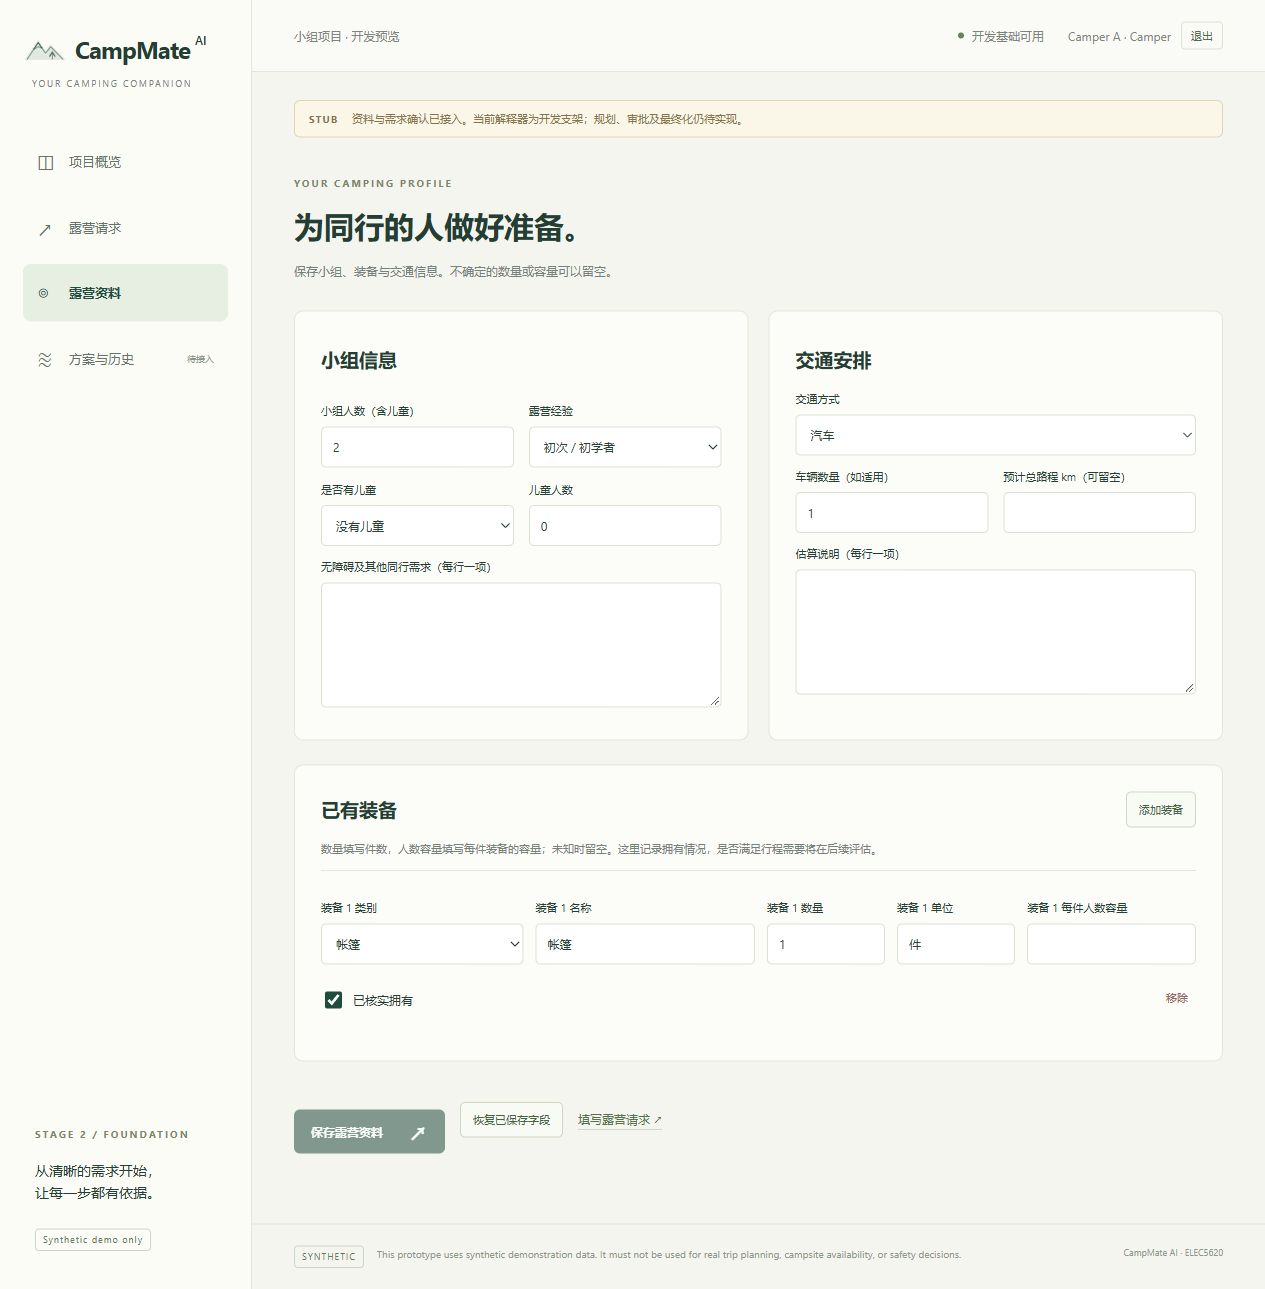 CampMate AI
YOUR CAMPING COMPANION
项目概览
露营请求
露营资料
方案与历史
待接入
STAGE 2 / FOUNDATION
从清晰的需求开始，
让每一步都有依据。
Synthetic demo only
小组项目 · 开发预览
开发基础可用
Camper A · Camper
退出
STUB 资料与需求确认已接入。当前解释器为开发支架；规划、审批及最终化仍待实现。
YOUR CAMPING PROFILE
为同行的人做好准备。
保存小组、装备与交通信息。不确定的数量或容量可以留空。
小组信息
小组人数（含儿童）
2
露营经验
初次 / 初学者
是否有儿童
没有儿童
儿童人数
0
无障碍及其他同行需求（每行一项）
交通安排
交通方式
汽车
车辆数量（如适用）
1
预计总路程 km（可留空）
估算说明（每行一项）
已有装备
添加装备
数量填写件数，人数容量填写每件装备的容量；未知时留空。这里记录拥有情况，是否满足行程需要将在后续评估。
装备 1 类别
帐篷
装备 1 名称
帐篷
装备 1 数量
1
装备 1 单位
件
装备 1 每件人数容量
已核实拥有
移除
保存露营资料 ↗
恢复已保存字段
填写露营请求 ↗
SYNTHETIC
This prototype uses synthetic demonstration data. It must not be used for real trip planning, campsite availability, or safety decisions.
CampMate AI · ELEC5620